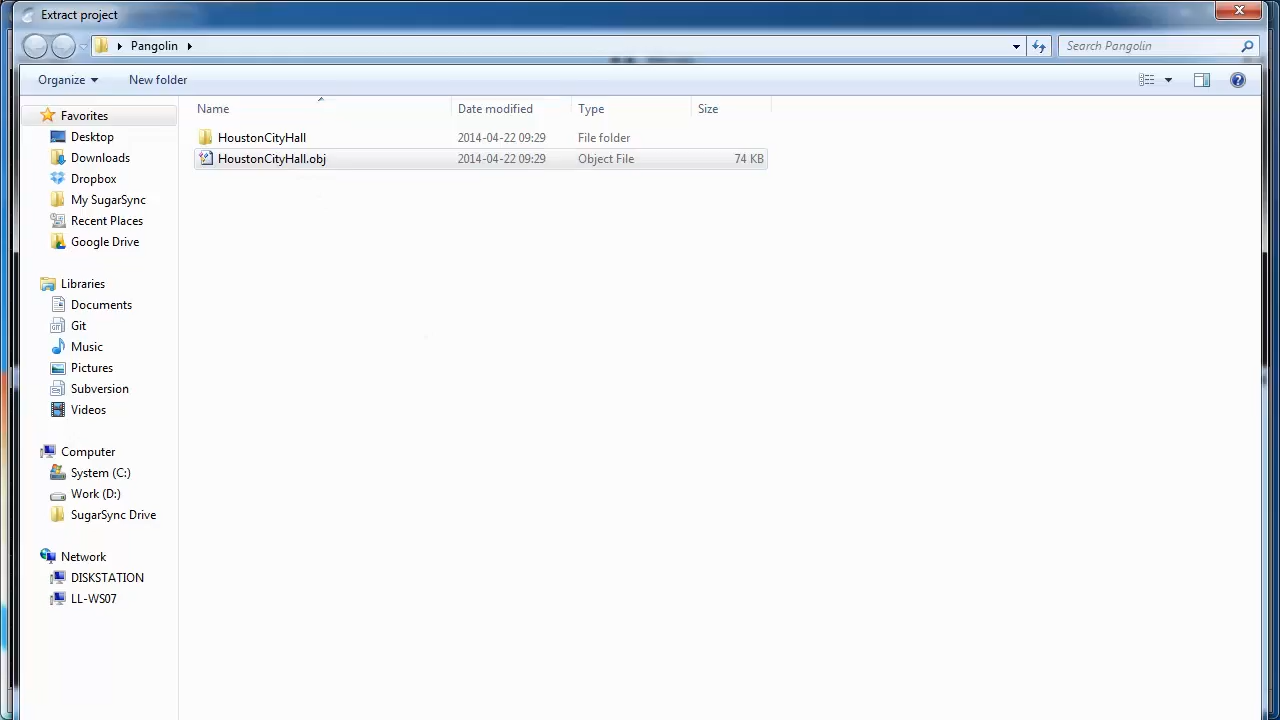 Extract project
Pangolin
Search Pangolin
Organize New folder
Name Date modified Type Size
Favorites
Desktop
Downloads
Dropbox
My SugarSync
Recent Places
Google Drive
Libraries
Documents
Git
Music
Pictures
Subversion
Videos
Computer
System (C:)
Work (D:)
SugarSync Drive
Network
DISKSTATION
LL-WS07
HoustonCityHall 2014-04-22 09:29 File folder
HoustonCityHall.obj 2014-04-22 09:29 Object File 74 KB